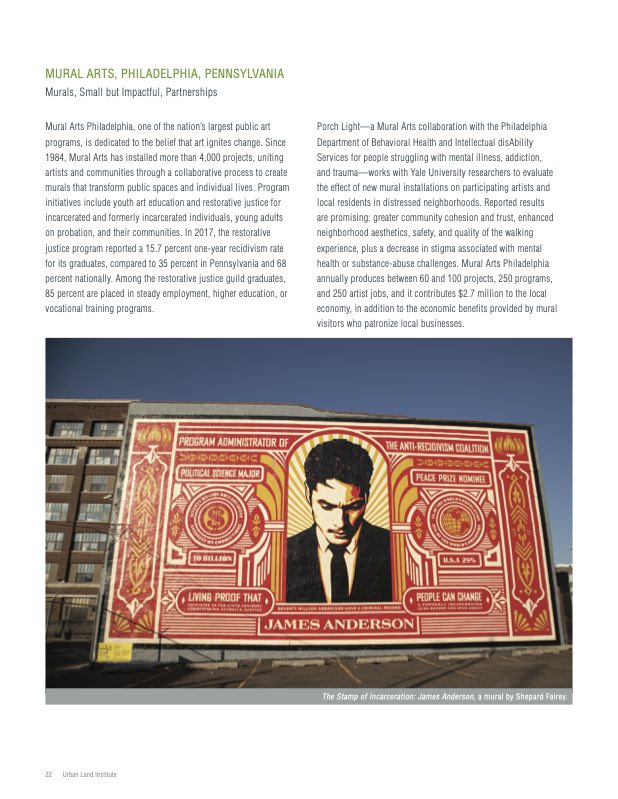 MURAL ARTS, PHILADELPHIA, PENNSYLVANIA
Murals, Small but Impactful, Partnerships
Mural Arts Philadelphia, one of the nation's largest public art
programs, is dedicated to the belief that art ignites change. Since
1984, Mural Arts has installed more than 4,000 projects, uniting
artists and communities through a collaborative process to create
murals that transform public spaces and individual lives. Program
initiatives include youth art education and restorative justice for
incarcerated and formerly incarcerated individuals, young adults
on probation, and their communities. In 2017, the restorative
justice program reported a 15.7 percent one-year recidivism rate
for its graduates, compared to 35 percent in Pennsylvania and 68
percent nationally. Among the restorative justice guild graduates,
85 percent are placed in steady employment, higher education, or
vocational training programs.
Porch Light—a Mural Arts collaboration with the Philadelphia
Department of Behavioral Health and Intellectual disAbility
Services for people struggling with mental illness, addiction,
and trauma—works with Yale University researchers to evaluate
the effect of new mural installations on participating artists and
local residents in distressed neighborhoods. Reported results
are promising: greater community cohesion and trust, enhanced
neighborhood aesthetics, safety, and quality of the walking
experience, plus a decrease in stigma associated with mental
health or substance-abuse challenges. Mural Arts Philadelphia
annually produces between 60 and 100 projects, 250 programs,
and 250 artist jobs, and it contributes $2.7 million to the local
economy, in addition to the economic benefits provided by mural
visitors who patronize local businesses.
PROGRAM ADMINISTRATOR OF
THE ANTI-RECIDIVISM COALITION
POLITICAL SCIENCE MAJOR
PEACE PRIZE NOMINEE
70 BILLION
U.S.A 25%
LIVING PROOF THAT
PEOPLE CAN CHANGE
SEVENTY MILLION AMERICANS HAVE A CRIMINAL RECORD
JAMES ANDERSON
The Stamp of Incarceration: James Anderson, a mural by Shepard Fairey.
22 Urban Land Institute